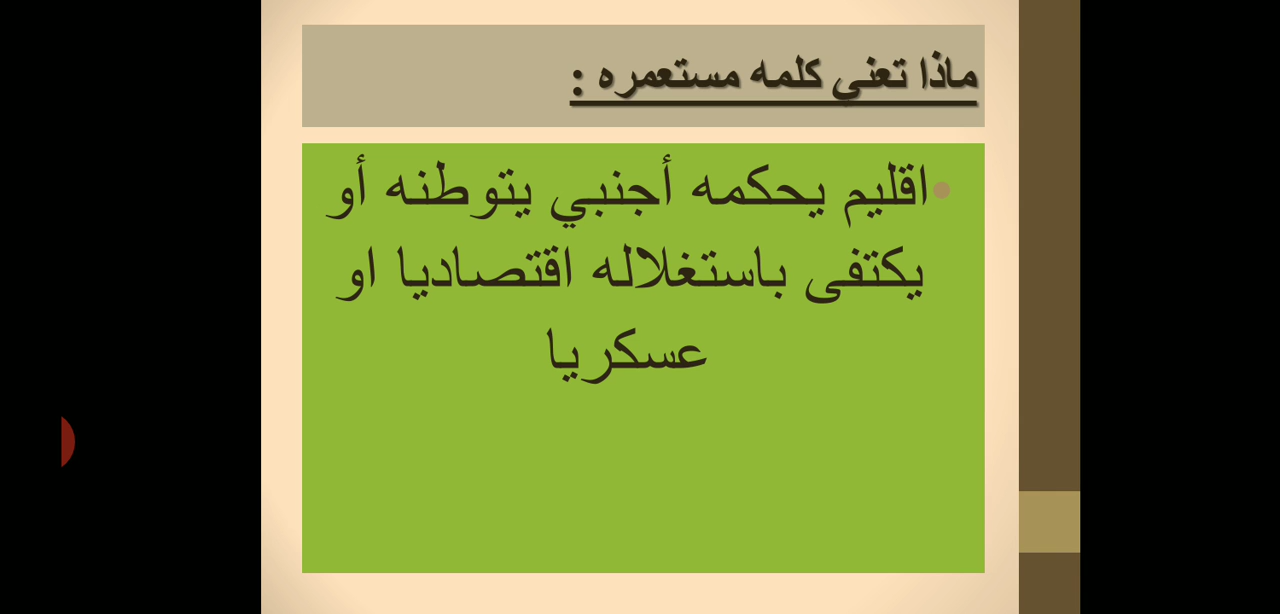 ماذا تعني كلمه مستعمره :
•اقليم يحكمه أجنبي يتوطنه أو
يكتفى باستغلاله اقتصاديا او
عسكريا